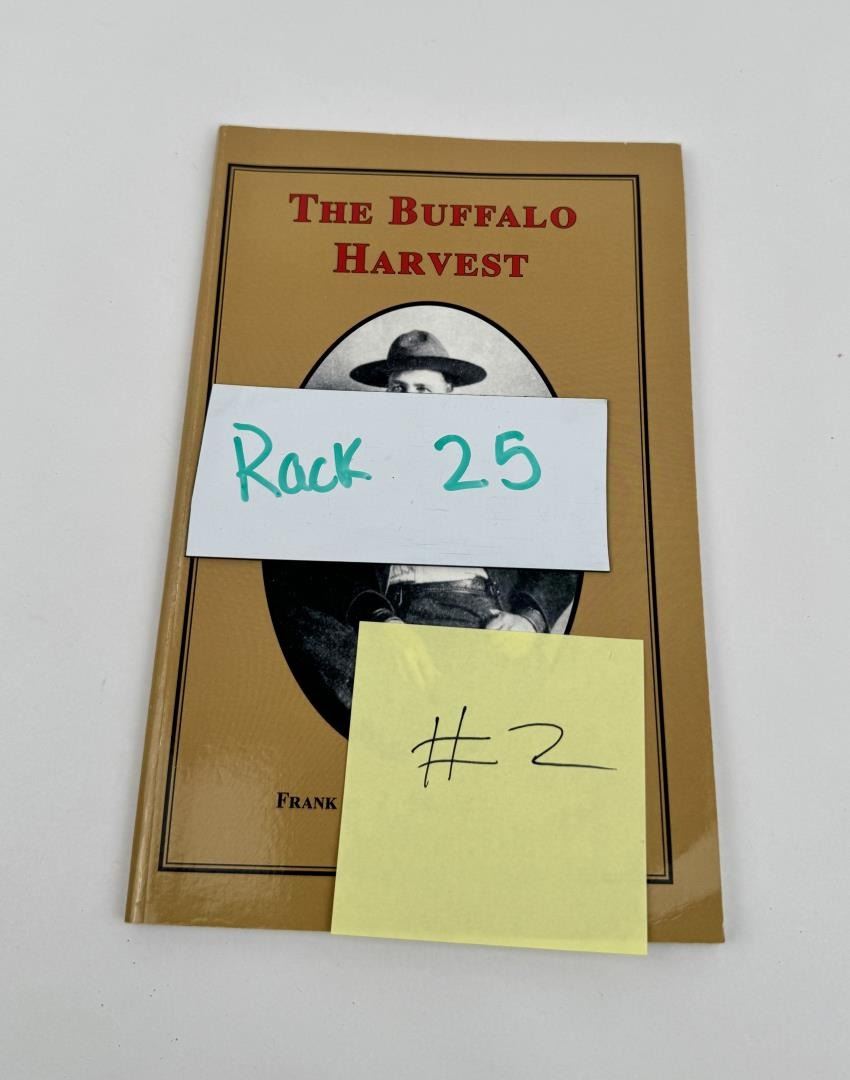 THE BUFFALO
HARVEST
Rack 25
#2
FRANK